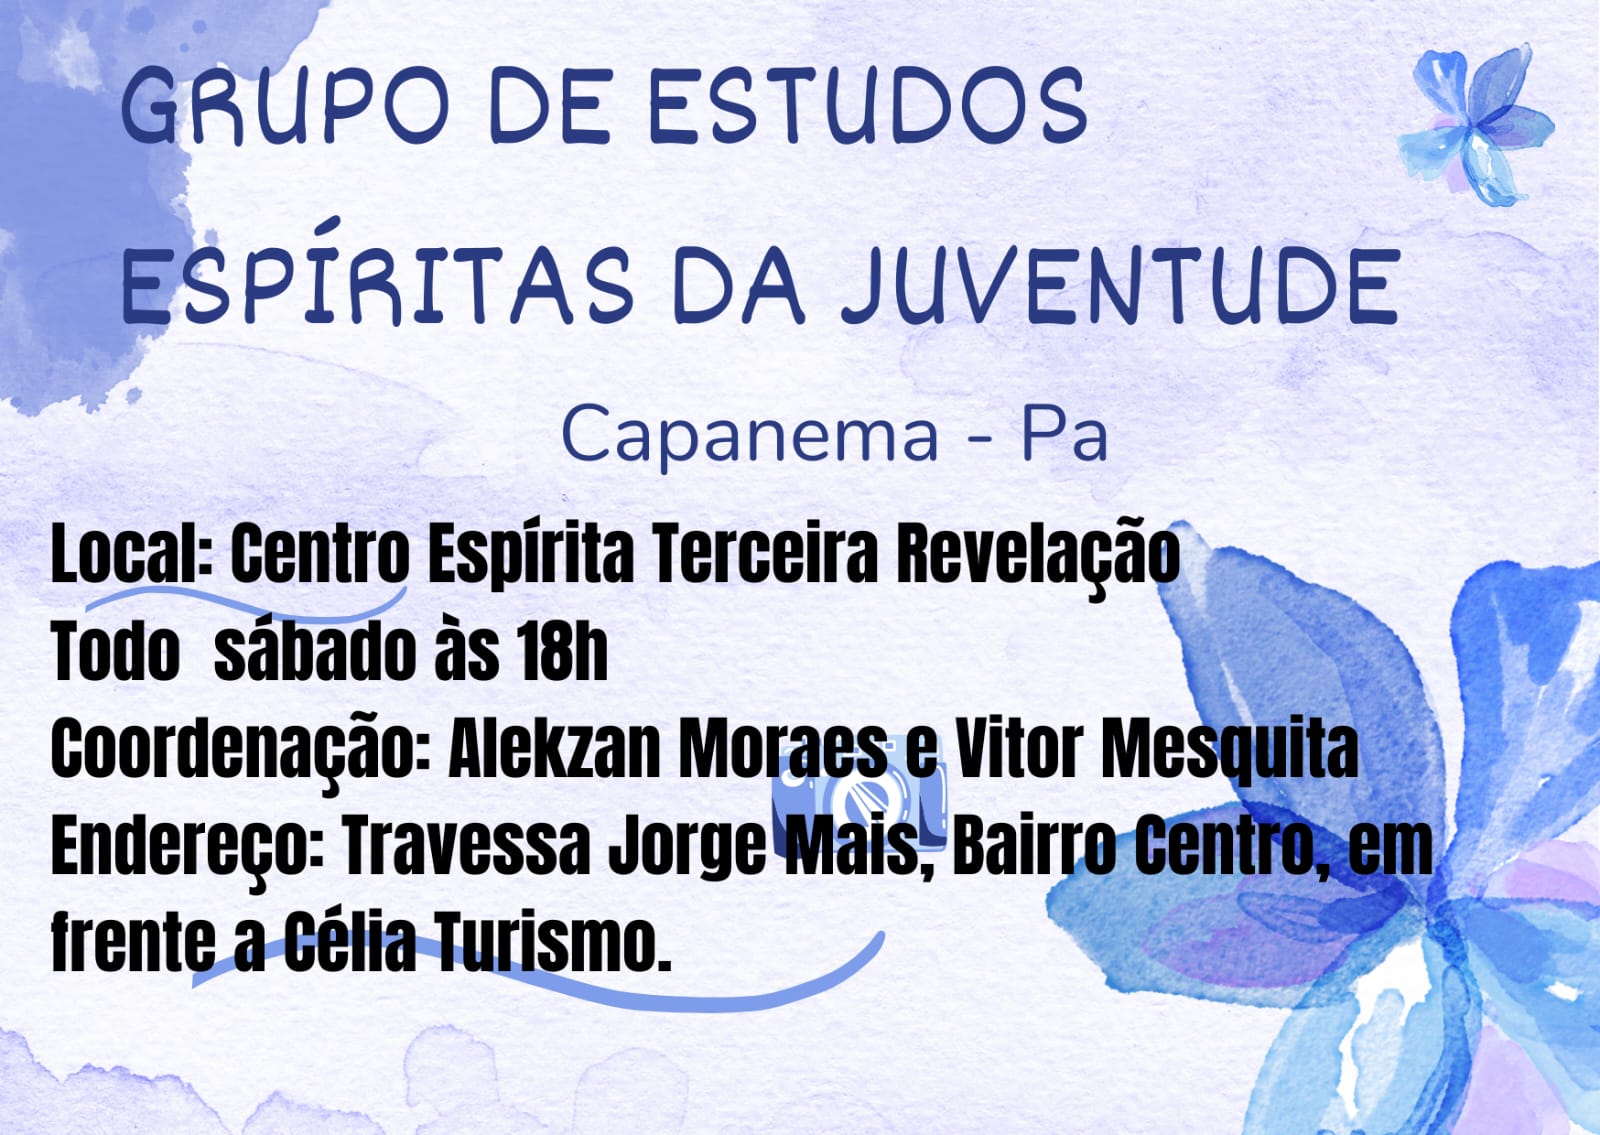 GRUPO DE ESTUDOS
ESPÍRITAS DA JUVENTUDE
Capanema - Pa
Local: Centro Espírita Terceira Revelação
Todo  sábado às 18h
Coordenação: Alekzan Moraes e Vitor Mesquita
Endereço: Travessa Jorge Mais, Bairro Centro, em
frente a Célia Turismo.